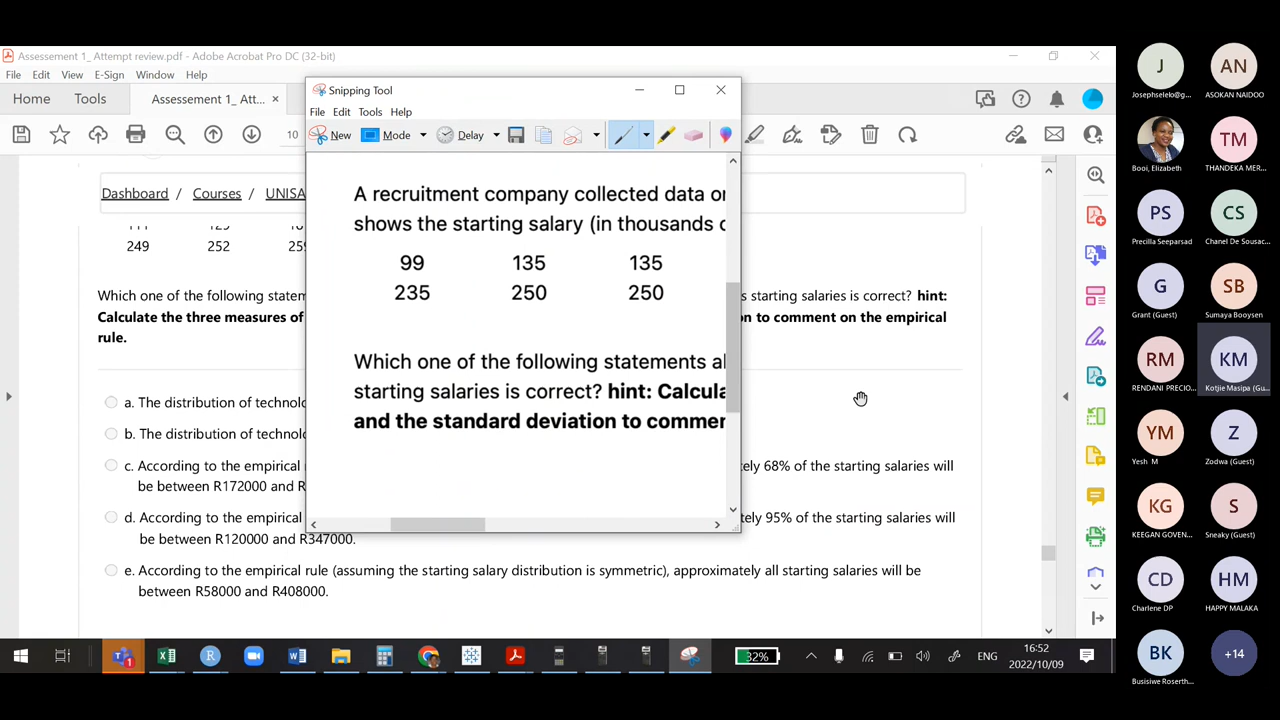 Assessement 1_ Attempt review.pdf - Adobe Acrobat Pro DC (32-bit)
File Edit View E-Sign Window Help
Home Tools Assessement 1_ Att... ×
10
Dashboard / Courses / UNISA
249 252 259
Which one of the following statem
s starting salaries is correct? hint:
Calculate the three measures of
on to comment on the empirical
rule.
a. The distribution of technolo
b. The distribution of technolo
c. According to the empirical
tely 68% of the starting salaries will
be between R172000 and R
d. According to the empirical
tely 95% of the starting salaries will
be between R120000 and R347000.
e. According to the empirical rule (assuming the starting salary distribution is symmetric), approximately all starting salaries will be
between R58000 and R408000.
Snipping Tool
File Edit Tools Help
New Mode Delay
A recruitment company collected data or
shows the starting salary (in thousands o
99 135 135
235 250 250
Which one of the following statements al
starting salaries is correct? hint: Calcula
and the standard deviation to commer
J
Josephselelo@g...
AN
ASOKAN NAIDOO
Booi, Elizabeth
TM
THANDEKA MER...
PS
Precilla Seeparsad
CS
Chanel De Sousac...
G
Grant (Guest)
SB
Sumaya Booysen
RM
RENDANI PRECIO...
KM
Kotjie Masipa (Gu...
YM
Yesh M
Z
Zodwa (Guest)
KG
KEEGAN GOVEN...
S
Sneaky (Guest)
CD
Charlene DP
HM
HAPPY MALAKA
BK
Busisiwe Roserth...
+14
32%
ENG
16:52
2022/10/09